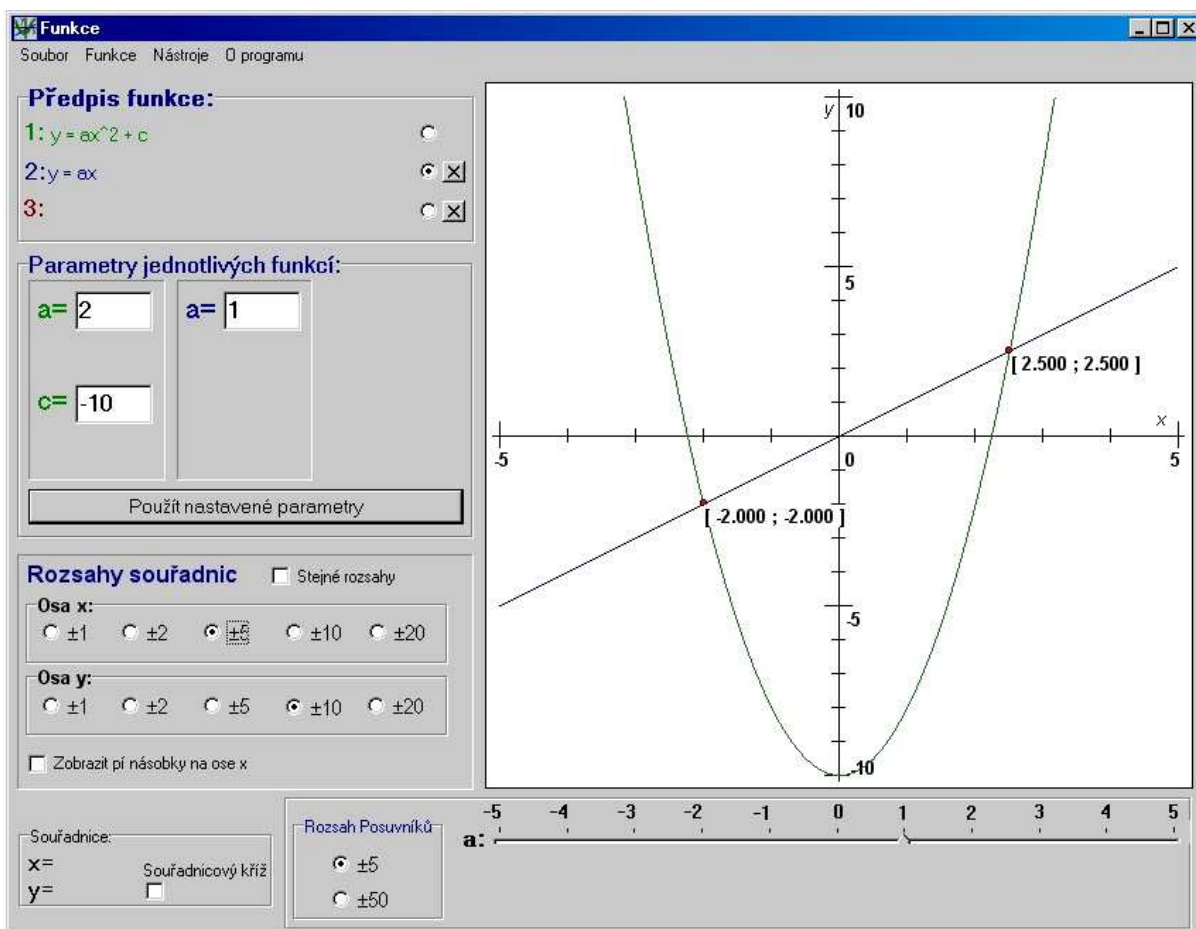 Funkce
Soubor Funkce Nástroje O programu
Předpis funkce:
1: y = ax^2 + c
2: y = ax
3:
Parametry jednotlivých funkcí:
a= 2 a= 1
c= -10
Použít nastavené parametry
Rozsahy souřadnic Stejné rozsahy
Osa x:
±1 ±2 ±5 ±10 ±20
Osa y:
±1 ±2 ±5 ±10 ±20
Zobrazit pí násobky na ose x
Souřadnice:
x=
y=
Souřadnicový kříž
y 10
5
[ 2.500 ; 2.500 ]
x
-5 0 5
[ -2.000 ; -2.000 ]
-5
-10
Rozsah Posuvníků
±5
±50
-5 -4 -3 -2 -1 0 1 2 3 4 5
a: